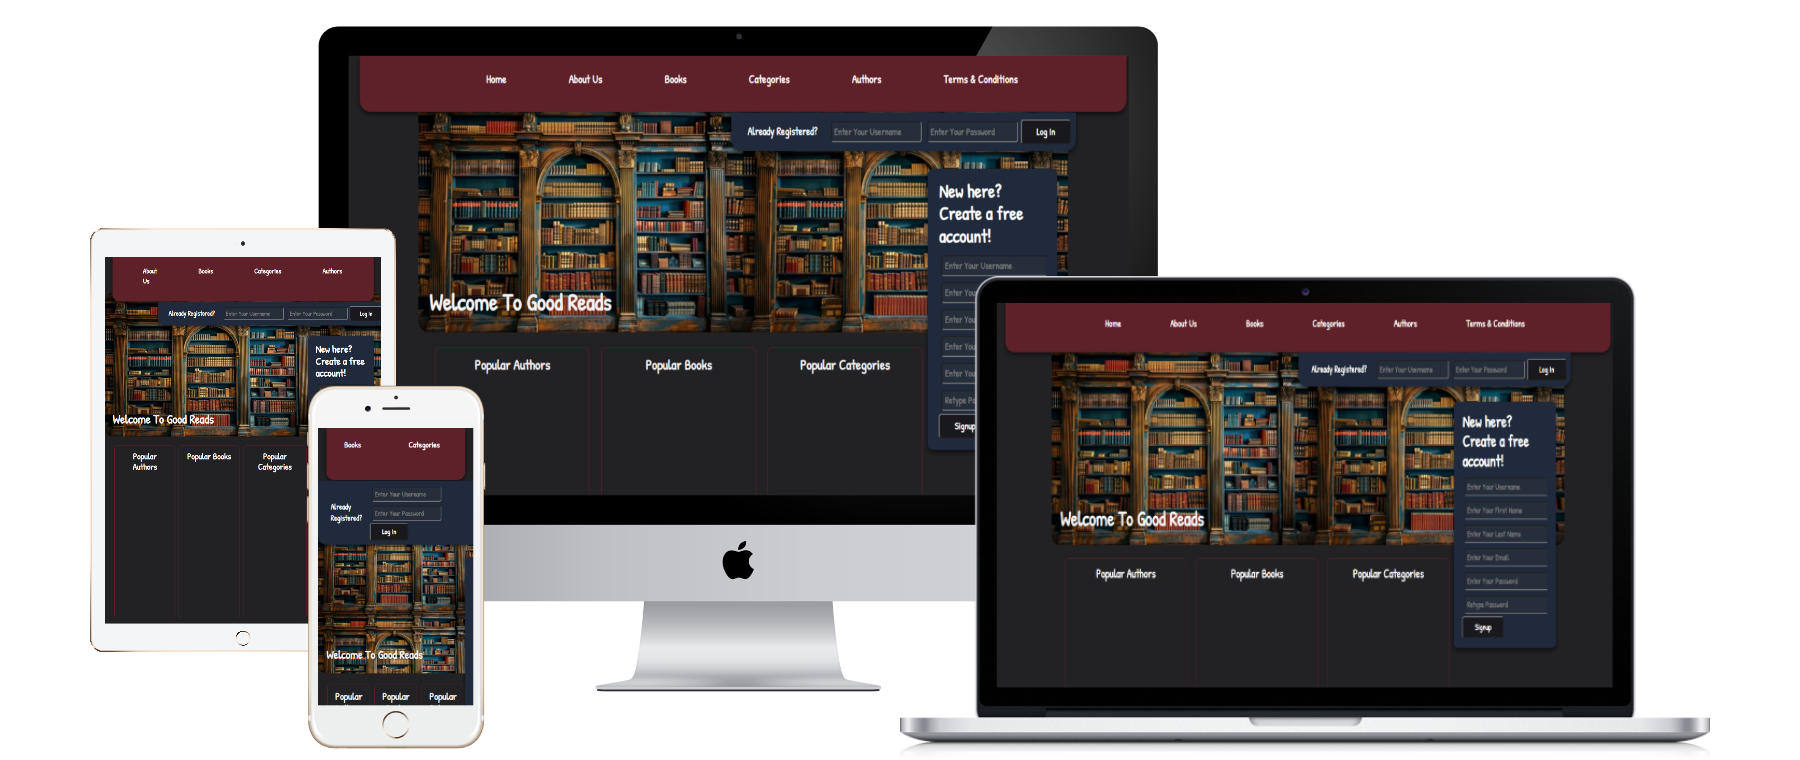 Home About Us Books Categories Authors Terms & Conditions
Already Registered? Enter Your Username Enter Your Password Log In
New here?
Create a free
account!
Enter Your Username
Enter You
Enter You
Enter You
Enter You
Retype Pa
Signup
Welcome To Good Reads
Popular Authors Popular Books Popular Categories
About
Us
Books Categories Authors
Already Registered? Enter Your Username Enter Your Password Log In
New here?
Create a free
account!
Welcome To Good Reads
Popular
Authors
Popular Books
Popular
Categories
Books Categories
Already
Registered?
Enter Your Username
Enter Your Password
Log In
Welcome To Good Reads
Popular Popular Popular
Home About Us Books Categories Authors Terms & Conditions
Already Registered? Enter Your Username Enter Your Password Log In
New here?
Create a free
account!
Enter Your Username
Enter Your First Name
Enter Your Last Name
Enter Your Email
Enter Your Password
Retype Password
Signup
Welcome To Good Reads
Popular Authors Popular Books Popular Categories